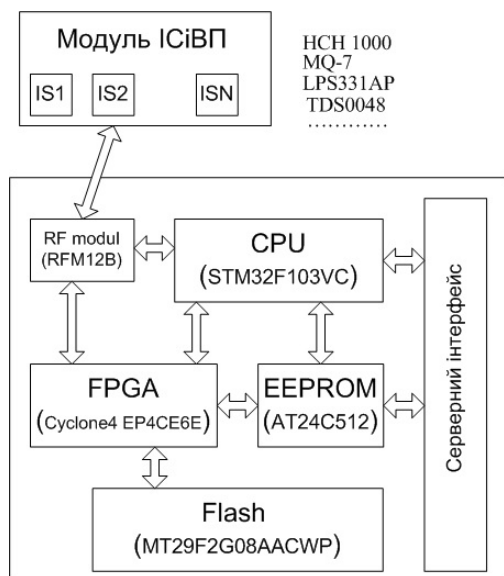 Модуль ІСіВП
IS1 IS2 ISN
HCH 1000
MQ-7
LPS331AP
TDS0048
............
RF modul
(RFM12B)
CPU
(STM32F103VC)
FPGA
(Cyclone4 EP4CE6E)
EEPROM
(AT24C512)
Flash
(MT29F2G08AACWP)
Серверний інтерфейс